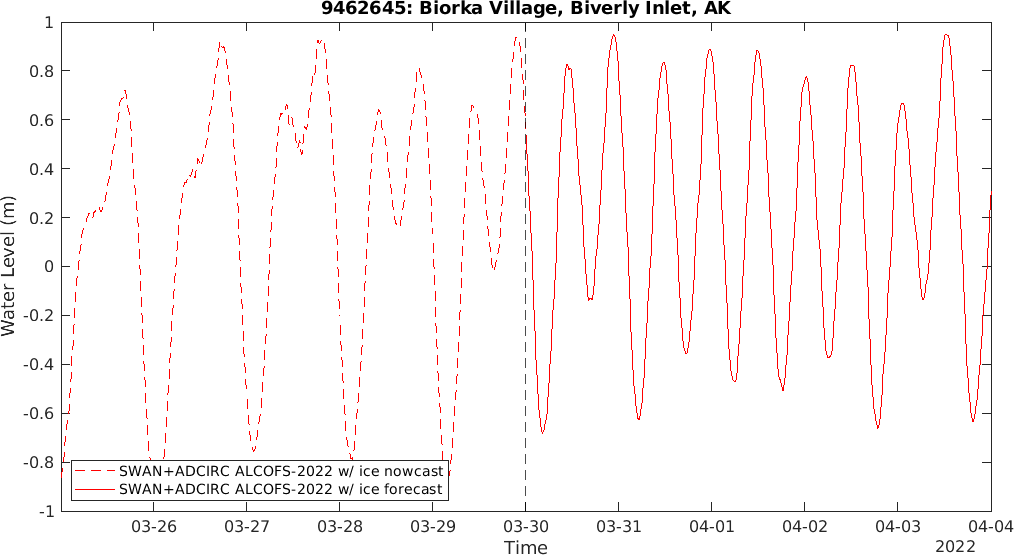 9462645: Biorka Village, Biverly Inlet, AK
1
0.8
0.6
0.4
0.2
0
-0.2
-0.4
-0.6
-0.8
-1
Water Level (m)
SWAN+ADCIRC ALCOFS-2022 w/ ice nowcast
SWAN+ADCIRC ALCOFS-2022 w/ ice forecast
03-26 03-27 03-28 03-29 03-30 03-31 04-01 04-02 04-03 04-04
Time
2022